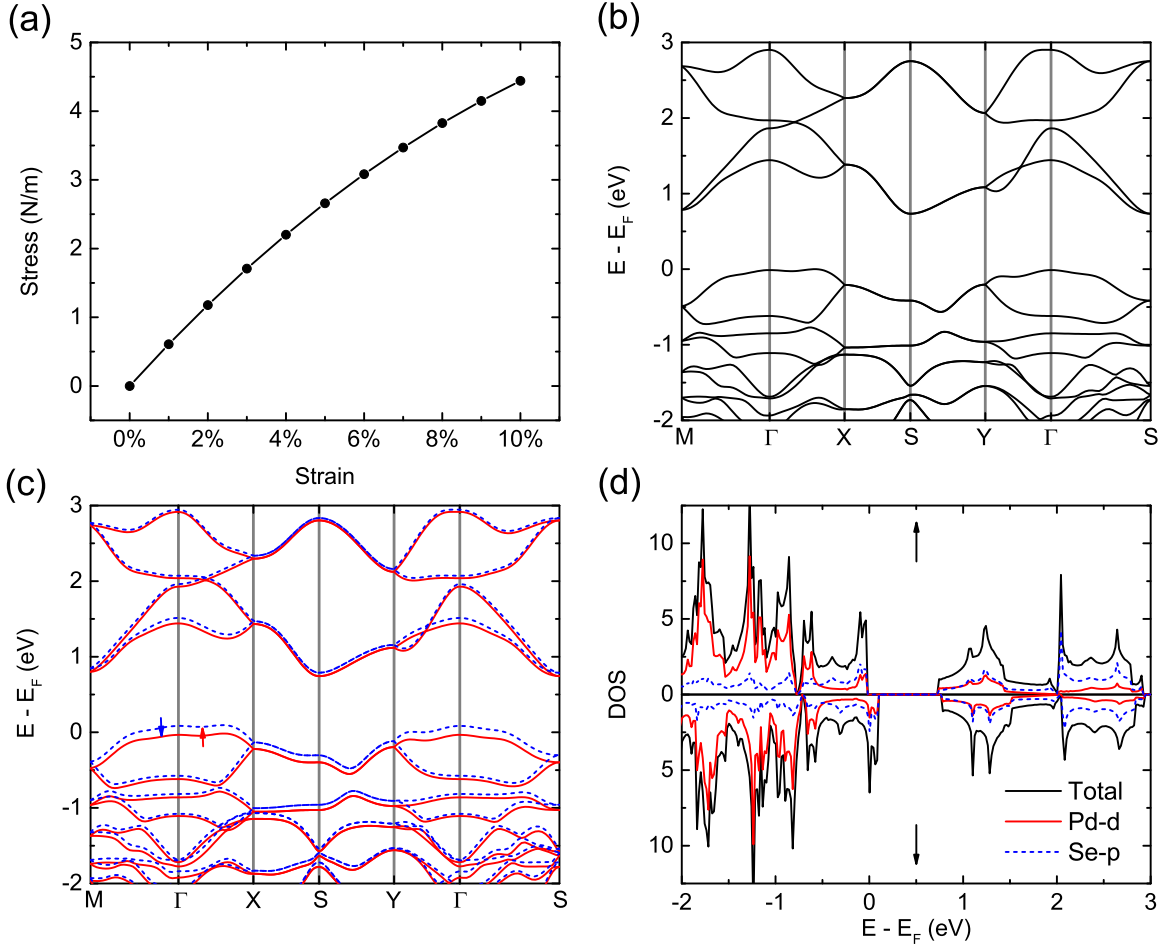 (a)
5
4
3
2
1
0
Stress (N/m)
0% 2% 4% 6% 8% 10%
Strain
(b)
3
2
1
0
-1
-2
E - E_F (eV)
M Γ X S Y Γ S
(c)
3
2
1
0
-1
-2
E - E_F (eV)
M Γ X S Y Γ S
(d)
10
5
0
5
10
DOS
Total
Pd-d
Se-p
-2 -1 0 1 2 3
E - E_F (eV)